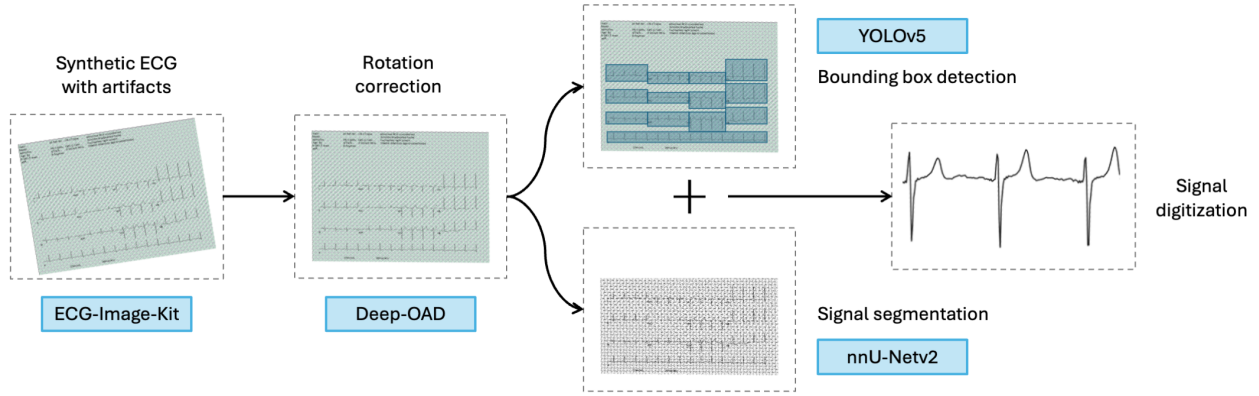 Synthetic ECG
with artifacts
ECG-Image-Kit
Rotation
correction
Deep-OAD
YOLOv5
Bounding box detection
+
Signal segmentation
nnU-Netv2
Signal
digitization